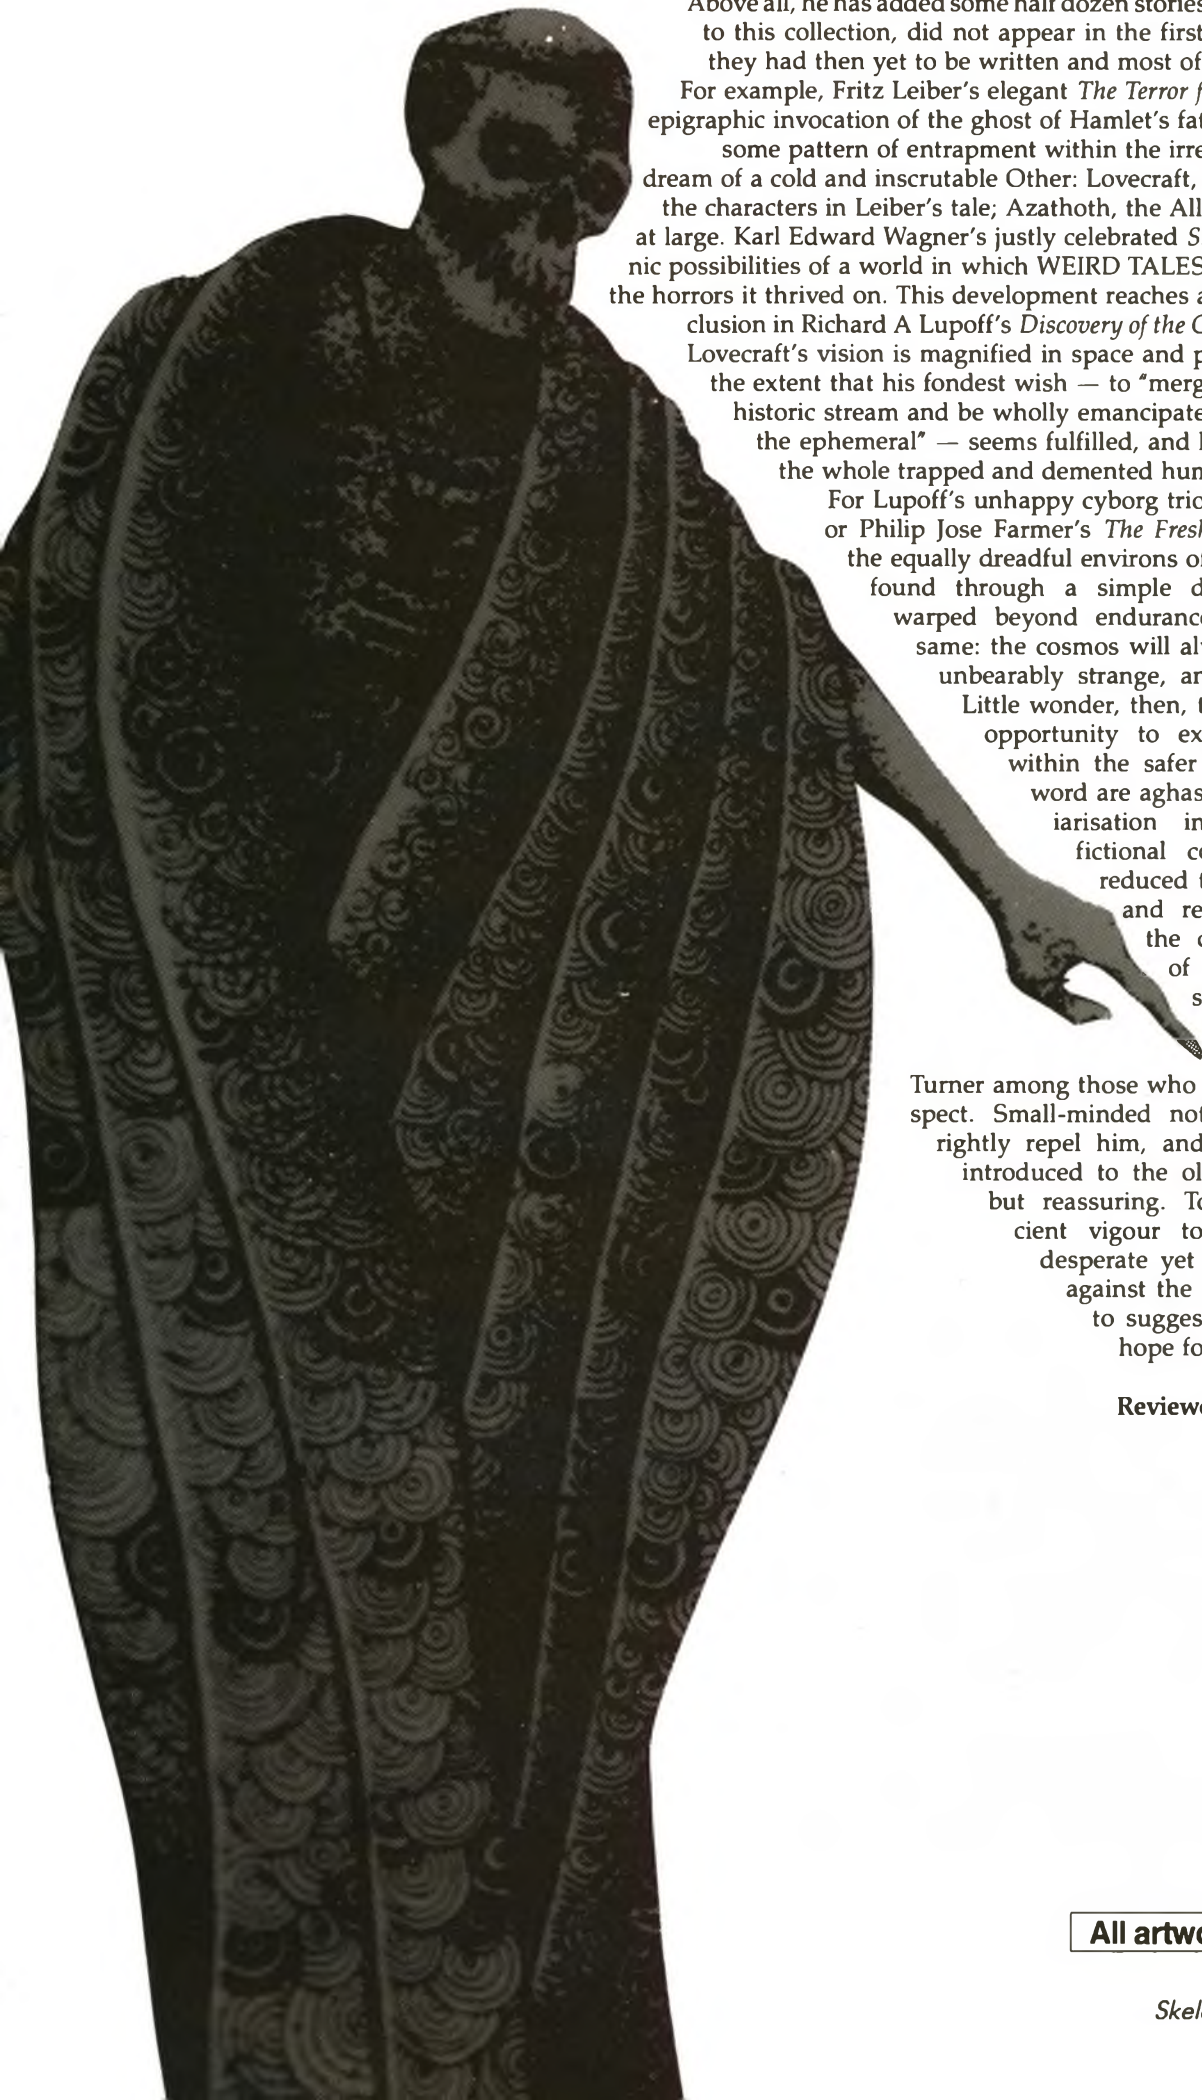 Above all, he has added some half dozen stories
to this collection, did not appear in the first
they had then yet to be written and most of
For example, Fritz Leiber's elegant The Terror f
epigraphic invocation of the ghost of Hamlet's fat
some pattern of entrapment within the irre
dream of a cold and inscrutable Other: Lovecraft,
the characters in Leiber's tale; Azathoth, the All
at large. Karl Edward Wagner's justly celebrated S
nic possibilities of a world in which WEIRD TALES
the horrors it thrived on. This development reaches a
clusion in Richard A Lupoff's Discovery of the G
Lovecraft's vision is magnified in space and p
the extent that his fondest wish — to "merg
historic stream and be wholly emancipate
the ephemeral" — seems fulfilled, and l
the whole trapped and demented hum
For Lupoff's unhappy cyborg tric
or Philip Jose Farmer's The Fresh
the equally dreadful environs of
found through a simple d
warped beyond endurance
same: the cosmos will al
unbearably strange, an
Little wonder, then, t
opportunity to ex
within the safer
word are aghas
iarisation in
fictional co
reduced t
and re
the c
of
s
Turner among those who
spect. Small-minded not
rightly repel him, and
introduced to the ol
but reassuring. To
cient vigour to
desperate yet
against the
to sugges
hope fo
Reviewe
All artwo
Skel